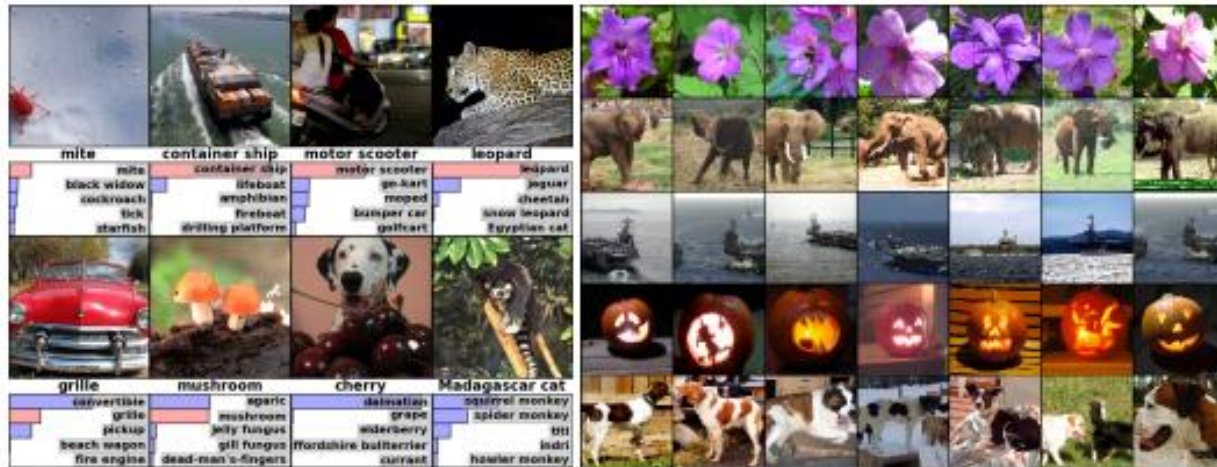 mite
container ship
motor scooter
leopard
mite
black widow
cockroach
tick
starfish
container ship
lifeboat
amphibian
fireboat
drilling platform
motor scooter
go-kart
moped
bumper car
golfcart
leopard
jaguar
cheetah
snow leopard
Egyptian cat
grille
mushroom
cherry
Madagascar cat
convertible
grille
pickup
beach wagon
fire engine
agaric
mushroom
jelly fungus
gill fungus
dead-man's-fingers
dalmatian
grape
elderberry
ffordshire bullterrier
currant
squirrel monkey
spider monkey
titi
indri
howler monkey